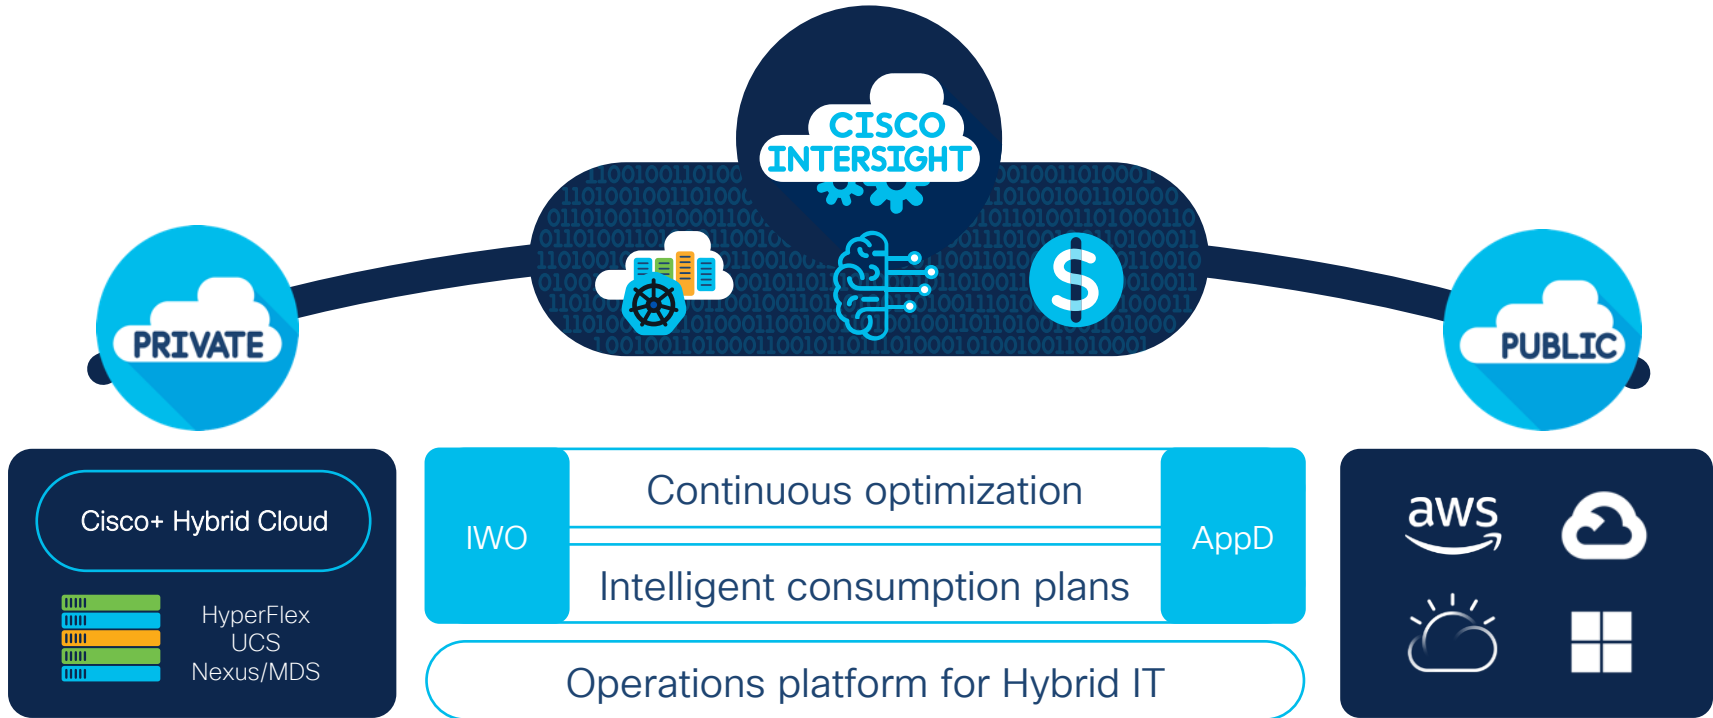 CISCO
INTERSIGHT
PRIVATE
PUBLIC
Cisco+ Hybrid Cloud
HyperFlex
UCS
Nexus/MDS
IWO
Continuous optimization
Intelligent consumption plans
AppD
Operations platform for Hybrid IT
aws